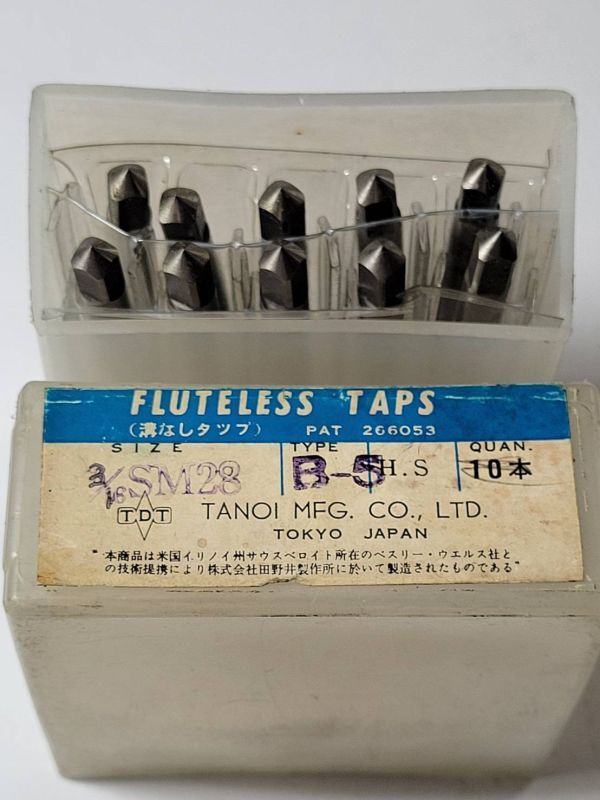 FLUTELESS TAPS
(溝なしタップ) PAT 266053
SIZE TYPE QUAN.
3/16 SM28 B-5 H.S 10本
TDT TANOI MFG. CO., LTD.
TOKYO JAPAN
"本商品は米国イリノイ州サウスベロイト所在のベスリー・ウエルス社と
の技術提携により株式会社田野井製作所に於いて製造されたものである"